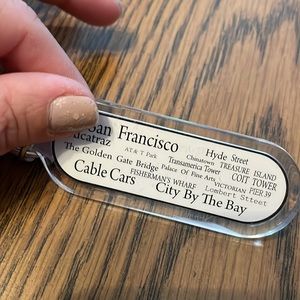 San Francisco
Alcatraz
AT & T Park
Hyde Street
Chinatown
TREASURE ISLAND
The Golden Gate Bridge
Transamerica Tower
COIT TOWER
Palace Of Fine Arts
VICTORIAN
PIER 39
Cable Cars
FISHERMAN'S WHARF
Lombert Street
City By The Bay